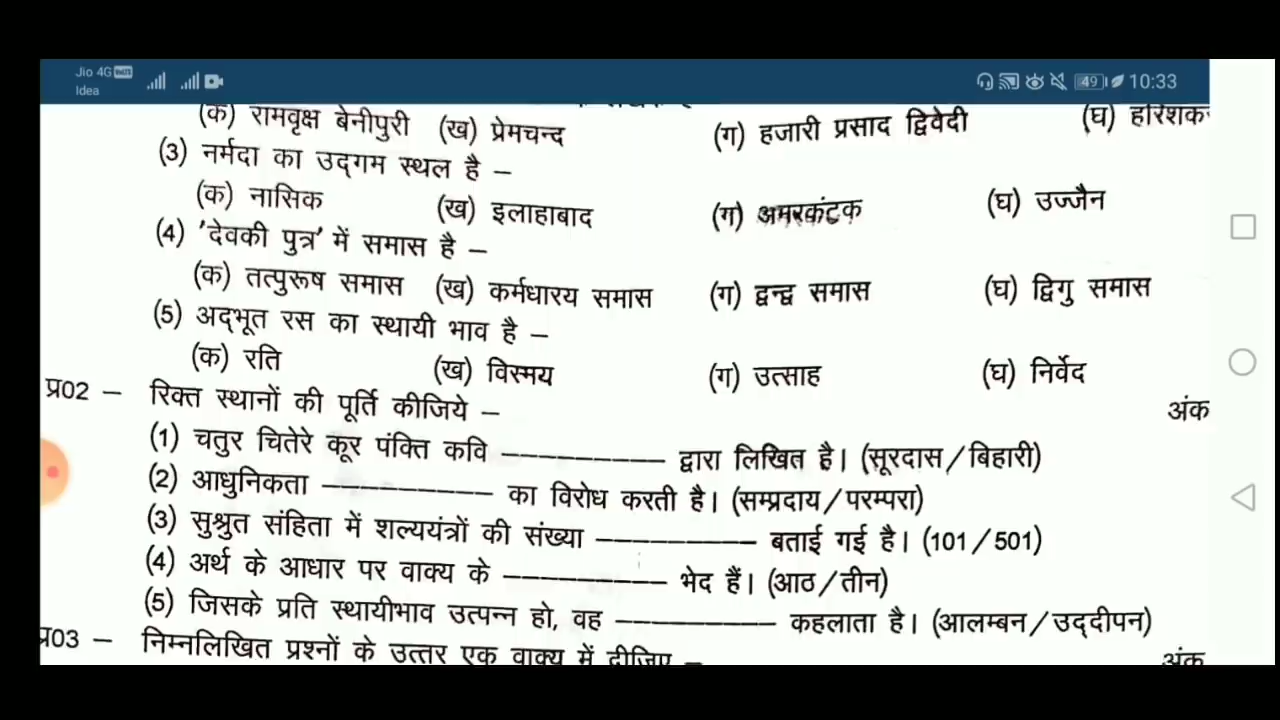 Jio 4G VoLTE
Idea
49 10:33
(क) रामवृक्ष बेनीपुरी (ख) प्रेमचन्द (ग) हजारी प्रसाद द्विवेदी (घ)
(3) नर्मदा का उद्गम स्थल है –
(क) नासिक (ख) इलाहाबाद (ग) अमरकंटक (घ) उज्जैन
(4) 'देवकी पुत्र' में समास है –
(क) तत्पुरूष समास (ख) कर्मधारय समास (ग) द्वन्द्व समास (घ) द्विगु समास
(5) अद्भूत रस का स्थायी भाव है –
(क) रति (ख) विस्मय (ग) उत्साह (घ) निर्वेद
प्र02 – रिक्त स्थानों की पूर्ति कीजिये – अंक
(1) चतुर चितेरे कूर पंक्ति कवि –––––––––– द्वारा लिखित है। (सूरदास/बिहारी)
(2) आधुनिकता –––––––––– का विरोध करती है। (सम्प्रदाय/परम्परा)
(3) सुश्रुत संहिता में शल्ययंत्रों की संख्या –––––––––– बताई गई है। (101/501)
(4) अर्थ के आधार पर वाक्य के –––––––––– भेद हैं। (आठ/तीन)
(5) जिसके प्रति स्थायीभाव उत्पन्न हो, वह –––––––––– कहलाता है। (आलम्बन/उद्दीपन)
प्र03 – निम्नलिखित प्रश्नों के उत्तर एक वाक्य में दीजिए – अंक